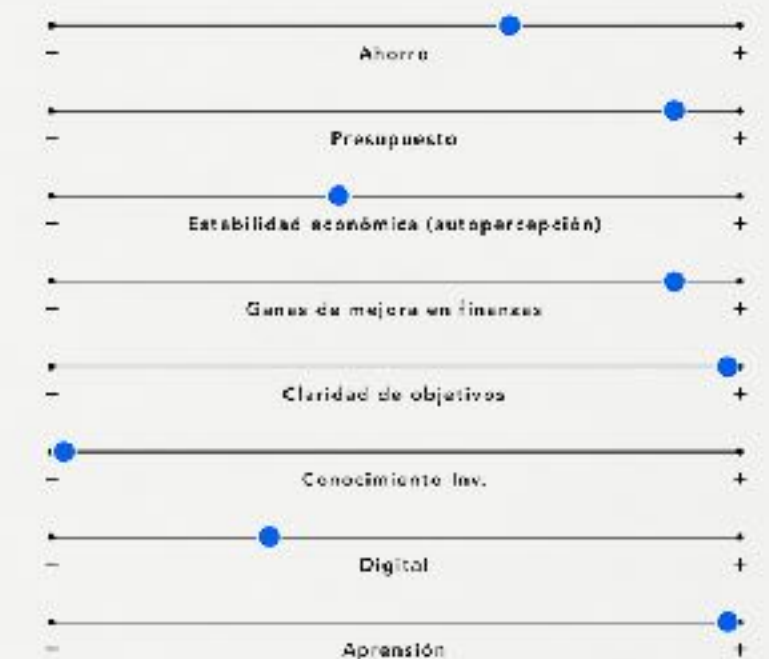 − Ahorro +
− Presupuesto +
− Estabilidad económica (autopercepción) +
− Ganas de mejora en finanzas +
− Claridad de objetivos +
− Conocimiento Inv. +
− Digital +
− Aprensión +